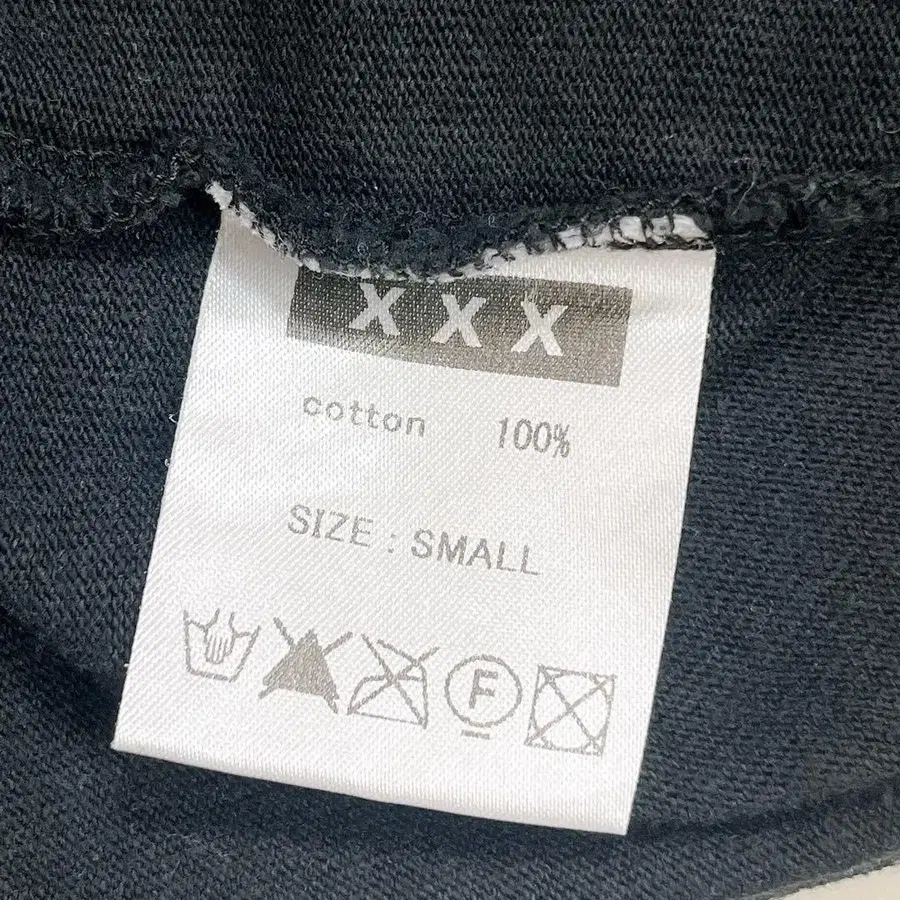 XXX
cotton 100%
SIZE : SMALL
F